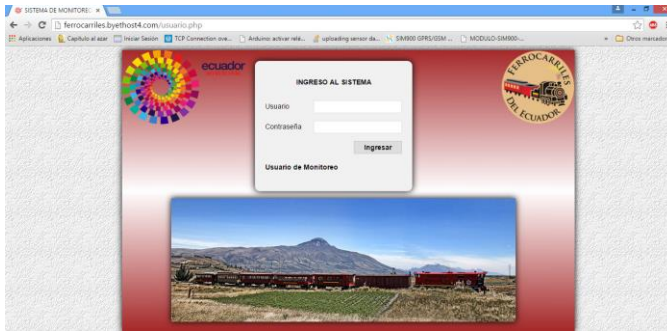 SISTEMA DE MONITOREO
ferrocarriles.byethost4.com/usuario.php
Aplicaciones
Capitulo al azar
Iniciar Sesión
TCP Connection ove...
Arduino: activar relé...
uploading sensor da...
SIM900 GPRS/GSM ...
MODULO-SIM900-...
»
Otros marcador
ecuador
INGRESO AL SISTEMA
FERROCARRILES
DEL ECUADOR
Usuario
Contraseña
Ingresar
Usuario de Monitoreo